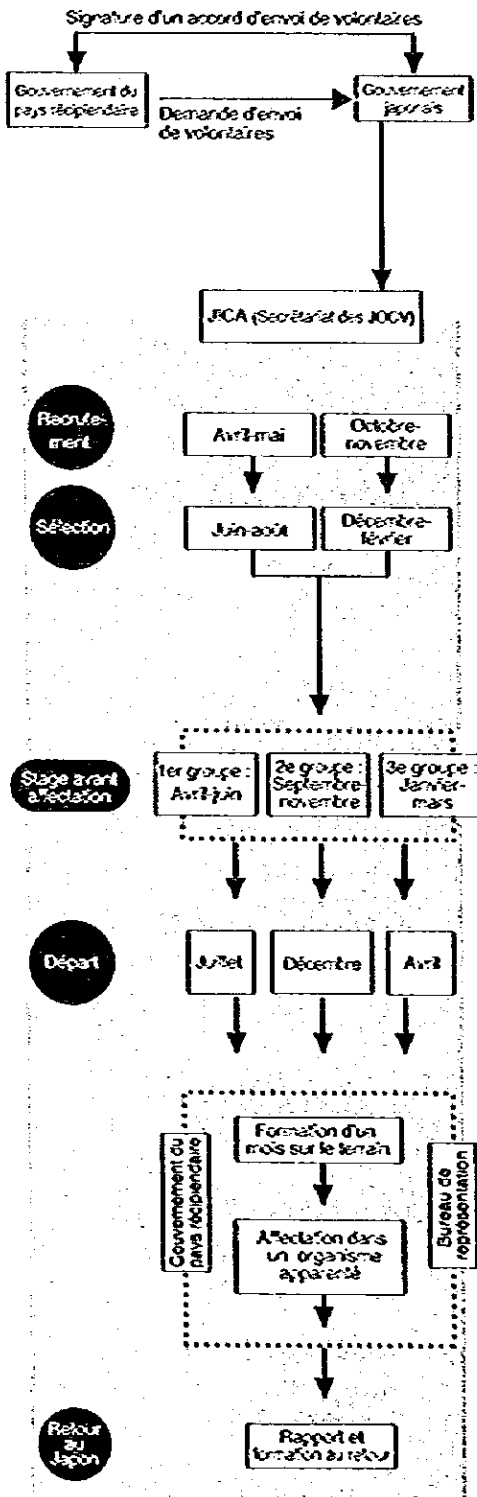 Signature d'un accord d'envoi de volontaires
Gouvernement du
pays récipiendaire
Demande d'envoi
de volontaires
Gouvernement
japonais
JICA (Secrétariat des JOCV)
Recrute-
ment
Avril-mai
Octobre-
novembre
Sélection
Juin-août
Décembre-
février
Stage avant
affectation
1er groupe :
Avril-juin
2e groupe :
Septembre-
novembre
3e groupe :
Janvier-
mars
Départ
Juillet
Décembre
Avril
Gouvernement du
pays récipiendaire
Formation d'un
mois sur le terrain
Affectation dans
un organisme
apparenté
Bureau de
représentation
Retour
au
Japon
Rapport et
formation au retour